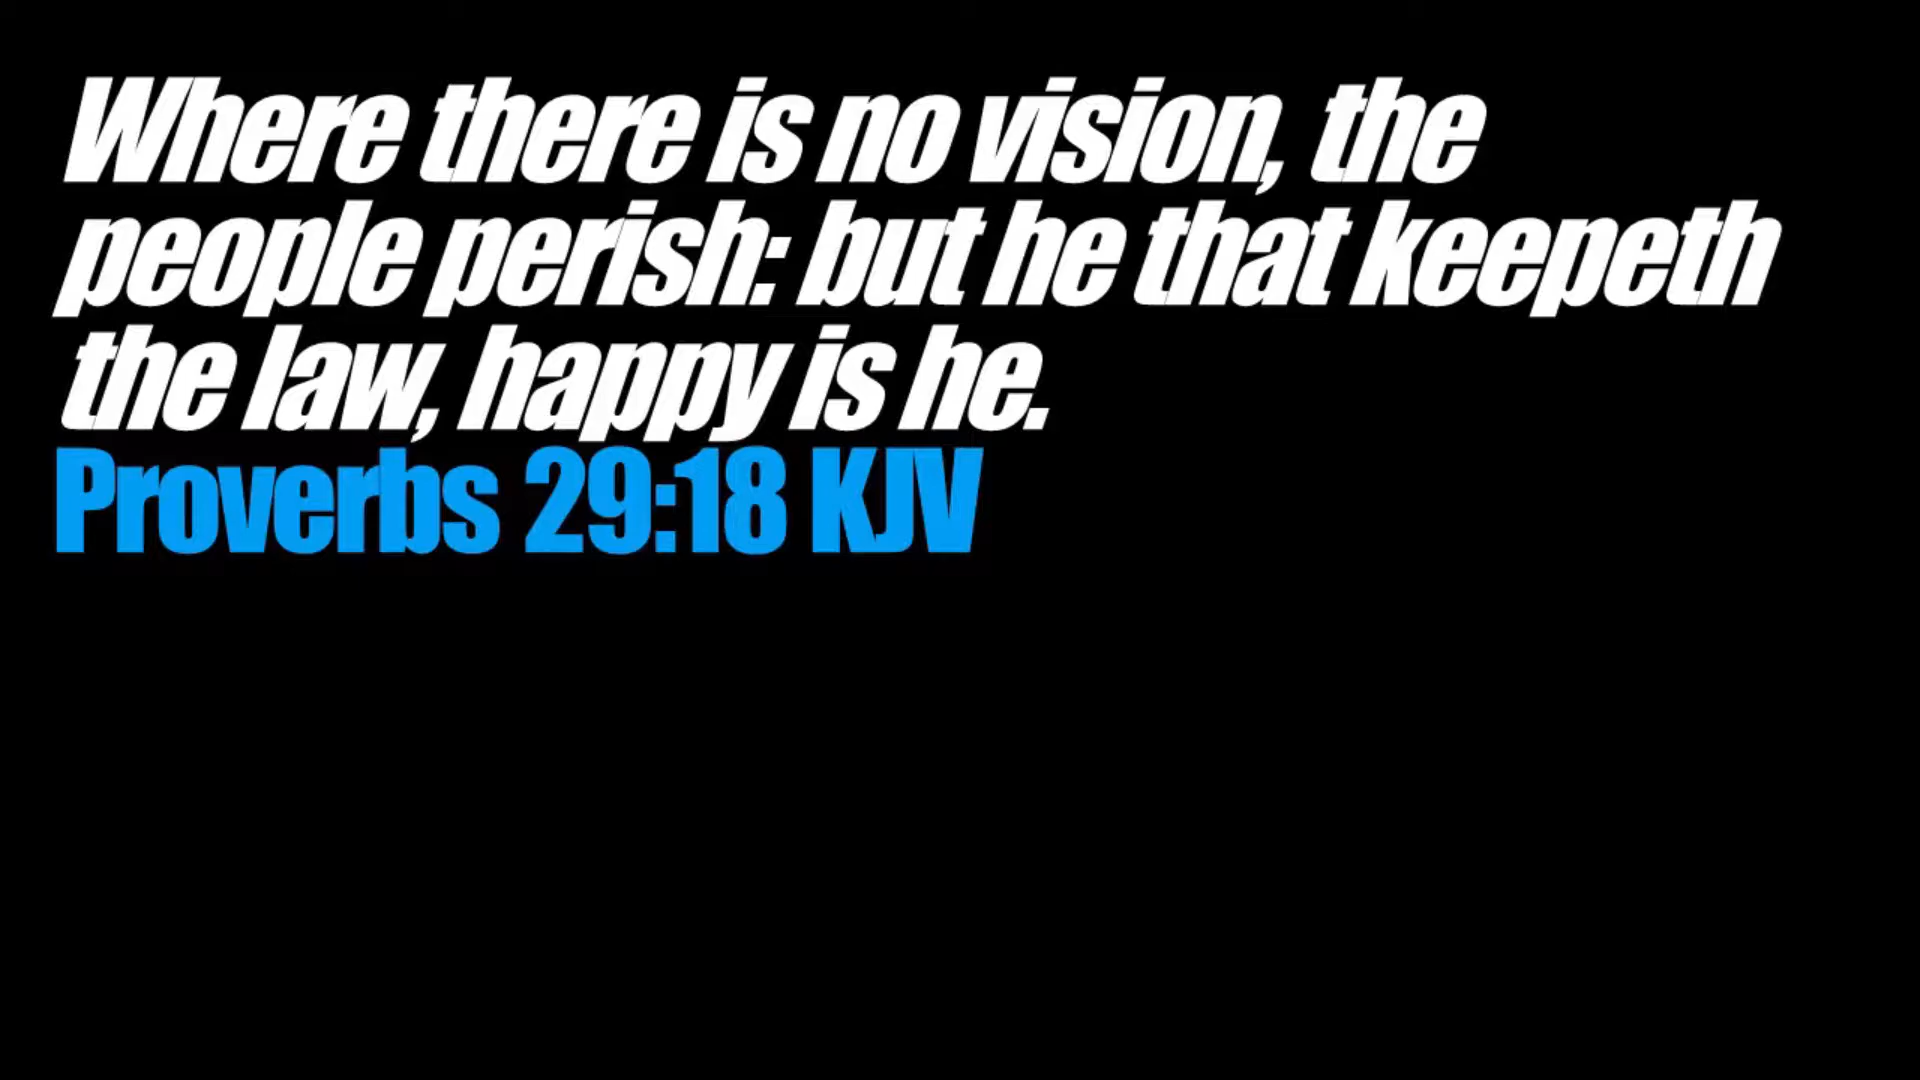 Where there is no vision, the
people perish: but he that keepeth
the law, happy is he.
Proverbs 29:18 KJV